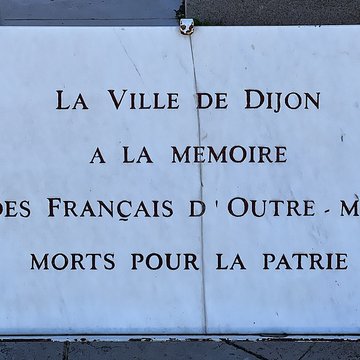 LA VILLE DE DIJON
A LA MEMOIRE
DES FRANÇAIS D'OUTRE-M
MORTS POUR LA PATRIE